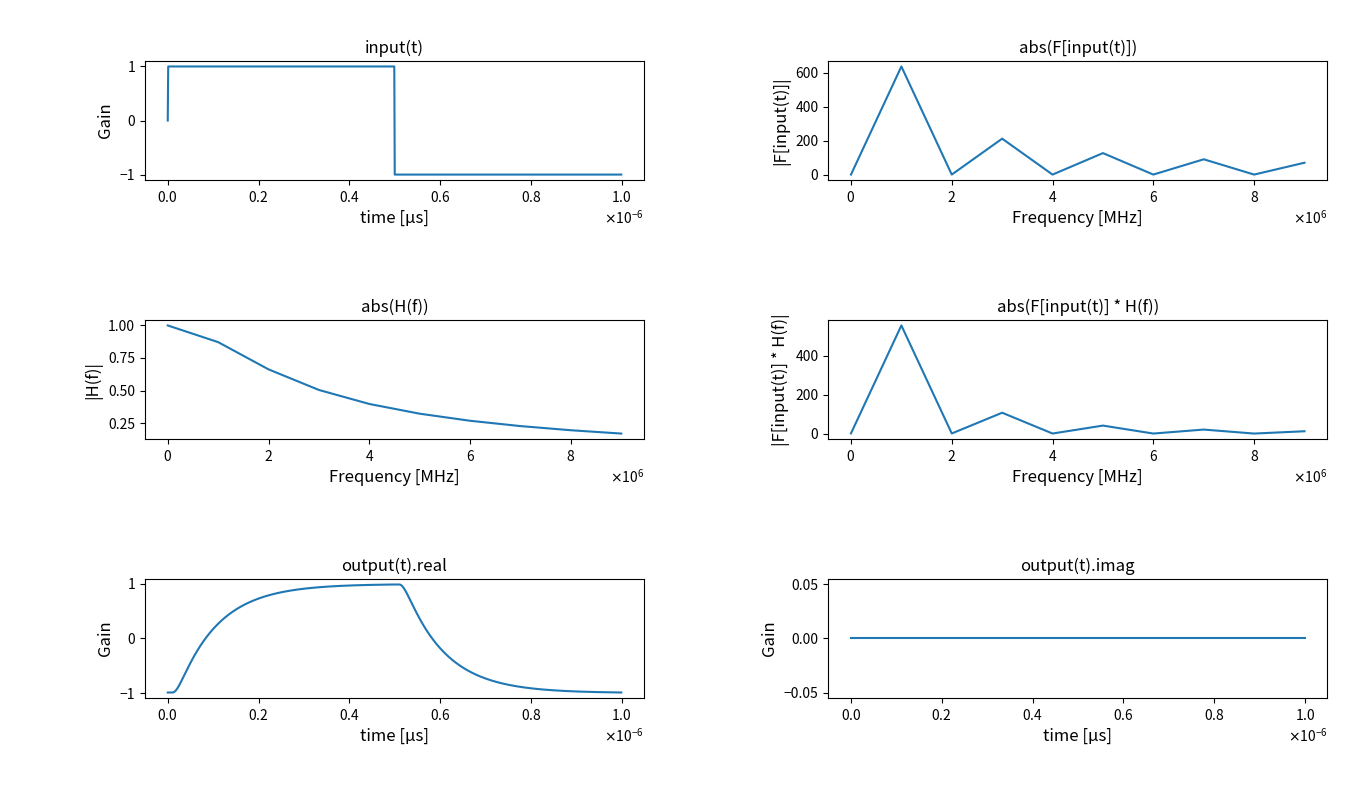 input(t)
Gain
1
0
−1
0.0 0.2 0.4 0.6 0.8 1.0
time [μs]
×10⁻⁶
abs(F[input(t)])
|F[input(t)]|
600
400
200
0
0 2 4 6 8
Frequency [MHz]
×10⁶
abs(H(f))
|H(f)|
1.00
0.75
0.50
0.25
0 2 4 6 8
Frequency [MHz]
×10⁶
abs(F[input(t)] * H(f))
|F[input(t)] * H(f)|
400
200
0
0 2 4 6 8
Frequency [MHz]
×10⁶
output(t).real
Gain
1
0
−1
0.0 0.2 0.4 0.6 0.8 1.0
time [μs]
×10⁻⁶
output(t).imag
Gain
0.05
0.00
−0.05
0.0 0.2 0.4 0.6 0.8 1.0
time [μs]
×10⁻⁶